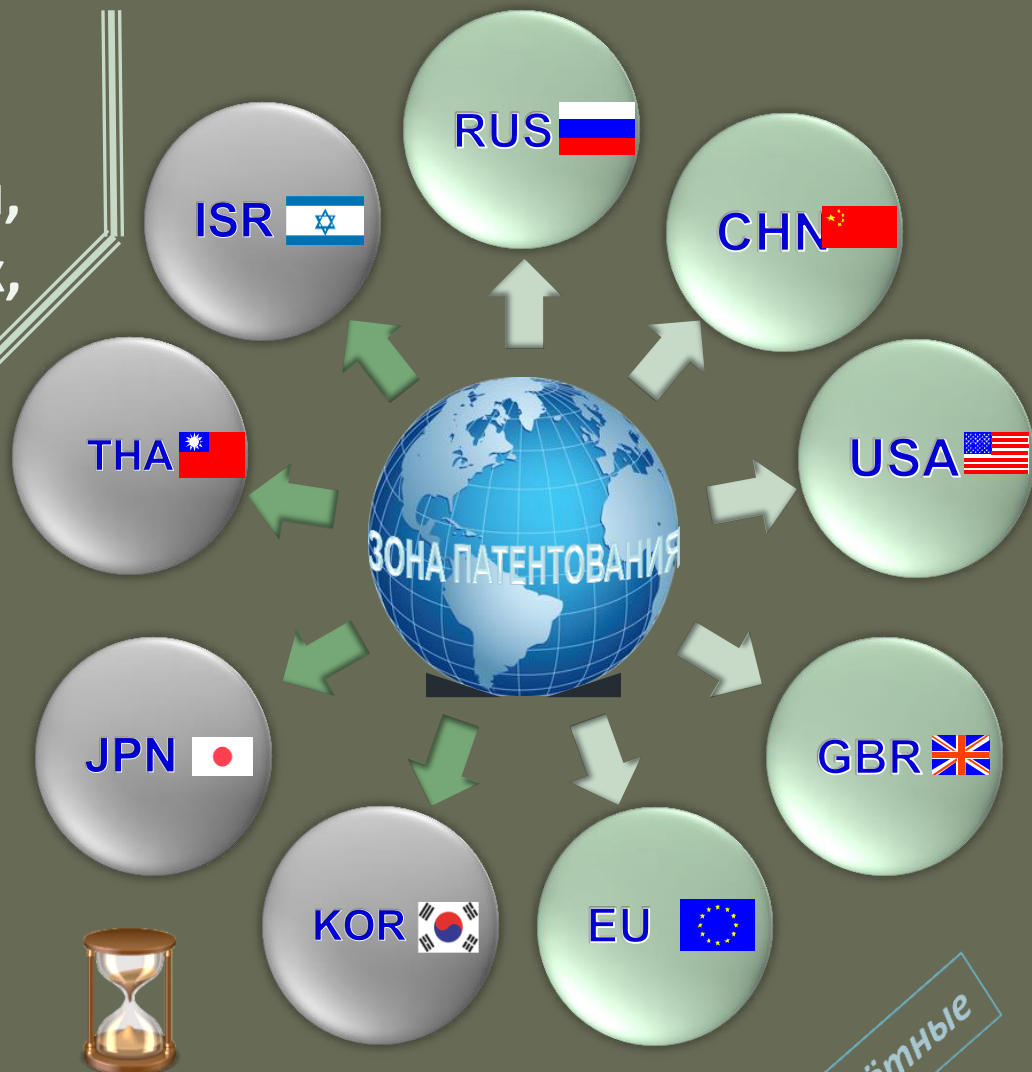 RUS
ISR
CHN
THA
USA
ЗОНА ПАТЕНТОВАНИЯ
JPN
GBR
KOR
EU